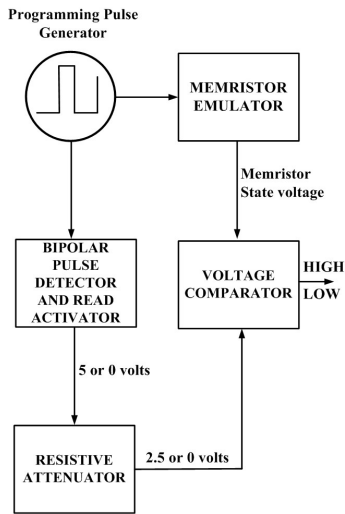 Programming Pulse
Generator
MEMRISTOR
EMULATOR
Memristor
State voltage
BIPOLAR
PULSE
DETECTOR
AND READ
ACTIVATOR
VOLTAGE
COMPARATOR
HIGH
LOW
5 or 0 volts
RESISTIVE
ATTENUATOR
2.5 or 0 volts